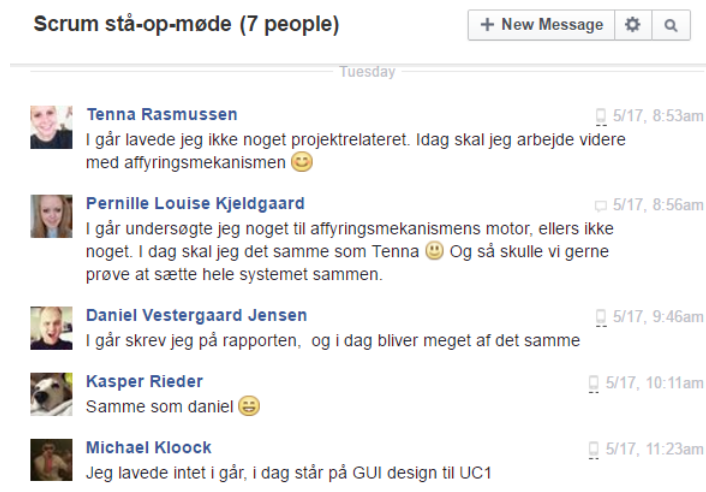 Scrum stå-op-møde (7 people)
+ New Message
Tuesday
Tenna Rasmussen
5/17, 8:53am
I går lavede jeg ikke noget projektrelateret. Idag skal jeg arbejde videre
med affyringsmekanismen 😊
Pernille Louise Kjeldgaard
5/17, 8:56am
I går undersøgte jeg noget til affyringsmekanismens motor, ellers ikke
noget. I dag skal jeg det samme som Tenna 😃 Og så skulle vi gerne
prøve at sætte hele systemet sammen.
Daniel Vestergaard Jensen
5/17, 9:46am
I går skrev jeg på rapporten,  og i dag bliver meget af det samme
Kasper Rieder
5/17, 10:11am
Samme som daniel 😄
Michael Kloock
5/17, 11:23am
Jeg lavede intet i går, i dag står på GUI design til UC1